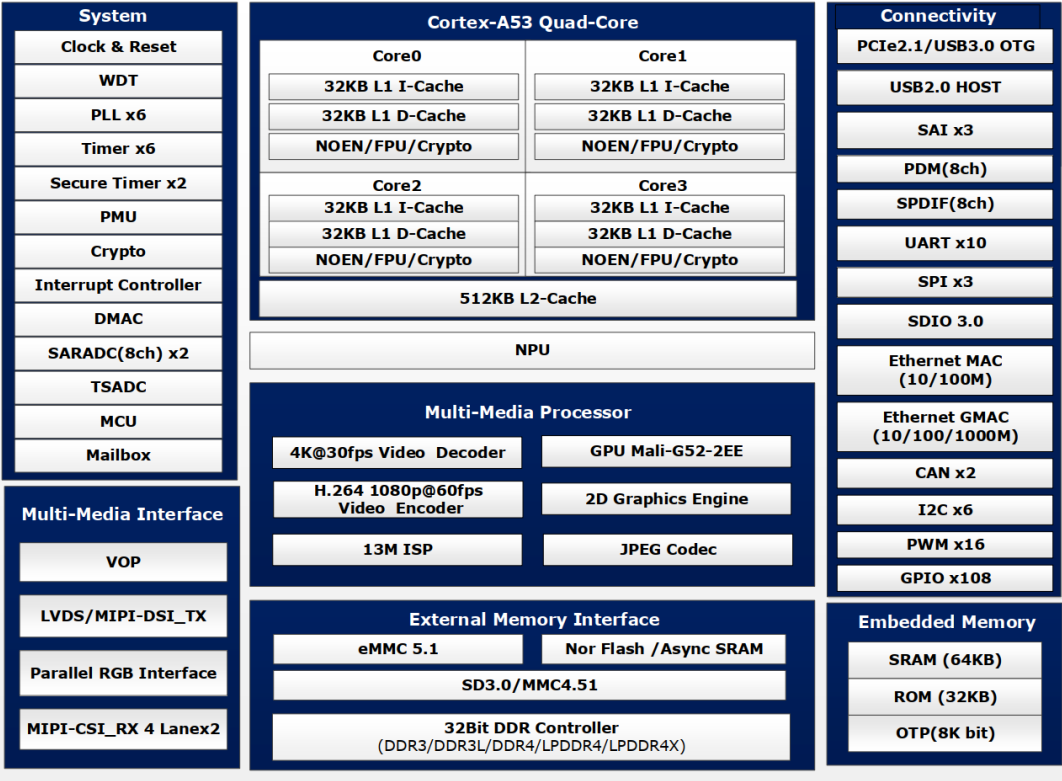 System
Clock & Reset
WDT
PLL x6
Timer x6
Secure Timer x2
PMU
Crypto
Interrupt Controller
DMAC
SARADC(8ch) x2
TSADC
MCU
Mailbox
Multi-Media Interface
VOP
LVDS/MIPI-DSI_TX
Parallel RGB Interface
MIPI-CSI_RX 4 Lanex2
Cortex-A53 Quad-Core
Core0
32KB L1 I-Cache
32KB L1 D-Cache
NOEN/FPU/Crypto
Core1
32KB L1 I-Cache
32KB L1 D-Cache
NOEN/FPU/Crypto
Core2
32KB L1 I-Cache
32KB L1 D-Cache
NOEN/FPU/Crypto
Core3
32KB L1 I-Cache
32KB L1 D-Cache
NOEN/FPU/Crypto
512KB L2-Cache
NPU
Multi-Media Processor
4K@30fps Video Decoder
GPU Mali-G52-2EE
H.264 1080p@60fps
Video Encoder
2D Graphics Engine
13M ISP
JPEG Codec
External Memory Interface
eMMC 5.1
Nor Flash /Async SRAM
SD3.0/MMC4.51
32Bit DDR Controller
(DDR3/DDR3L/DDR4/LPDDR4/LPDDR4X)
Connectivity
PCIe2.1/USB3.0 OTG
USB2.0 HOST
SAI x3
PDM(8ch)
SPDIF(8ch)
UART x10
SPI x3
SDIO 3.0
Ethernet MAC
(10/100M)
Ethernet GMAC
(10/100/1000M)
CAN x2
I2C x6
PWM x16
GPIO x108
Embedded Memory
SRAM (64KB)
ROM (32KB)
OTP(8K bit)